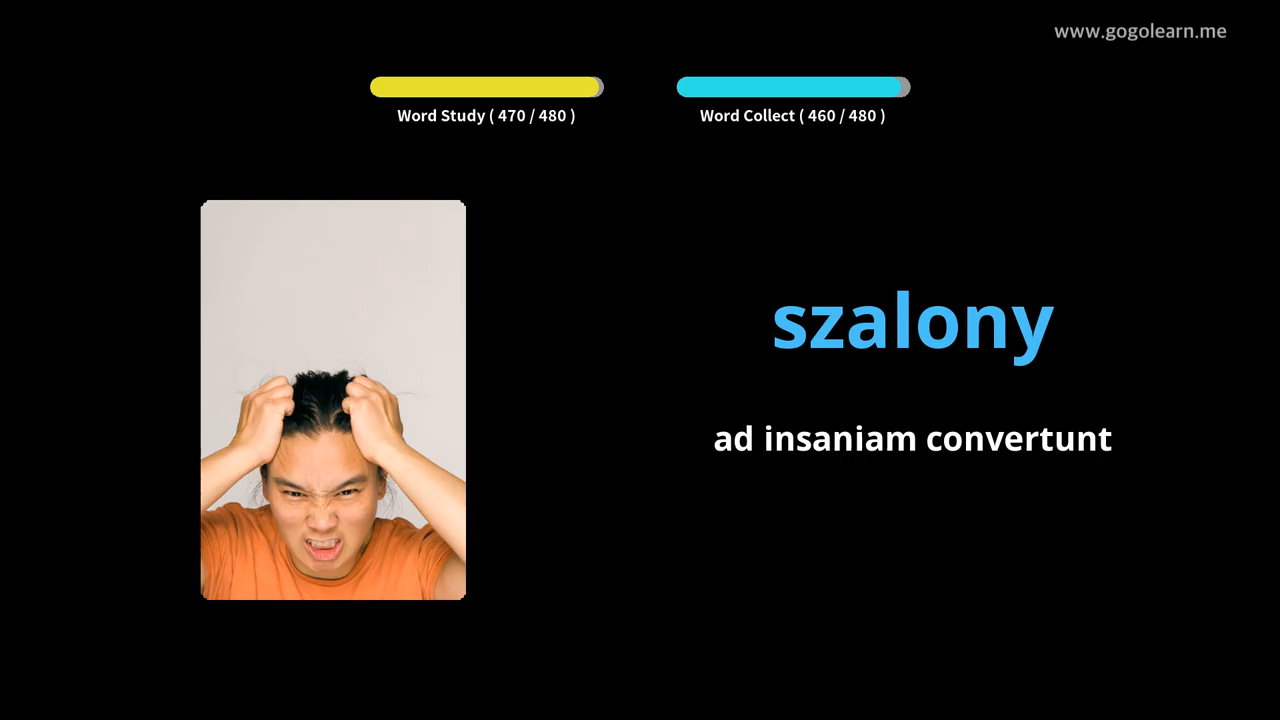 www.gogolearn.me
Word Study ( 470 / 480 )
Word Collect ( 460 / 480 )
szalony
ad insaniam convertunt